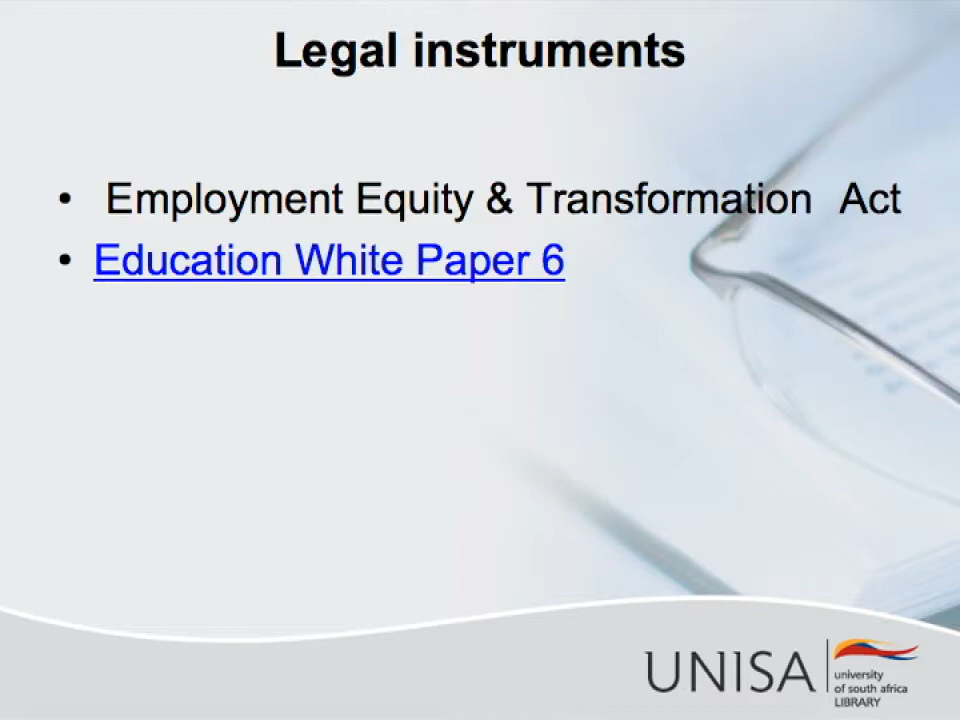 Legal instruments
• Employment Equity & Transformation Act
• Education White Paper 6
UNISA
university
of south africa
LIBRARY